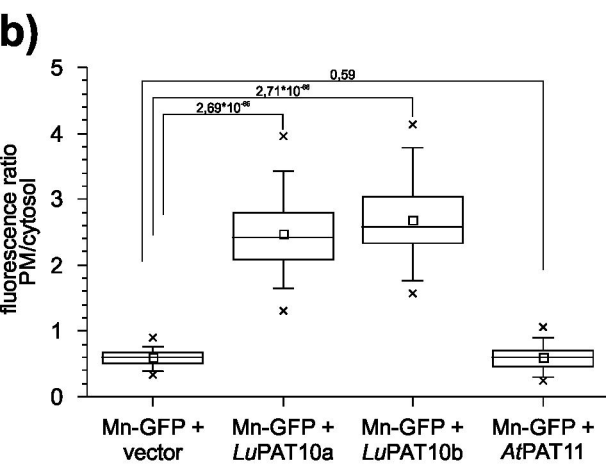 b)
5
4
3
2
1
0
fluorescence ratio
PM/cytosol
0,59
2,71*10⁻⁶⁸
2,69*10⁻⁶⁶
Mn-GFP +
vector
Mn-GFP +
LuPAT10a
Mn-GFP +
LuPAT10b
Mn-GFP +
AtPAT11